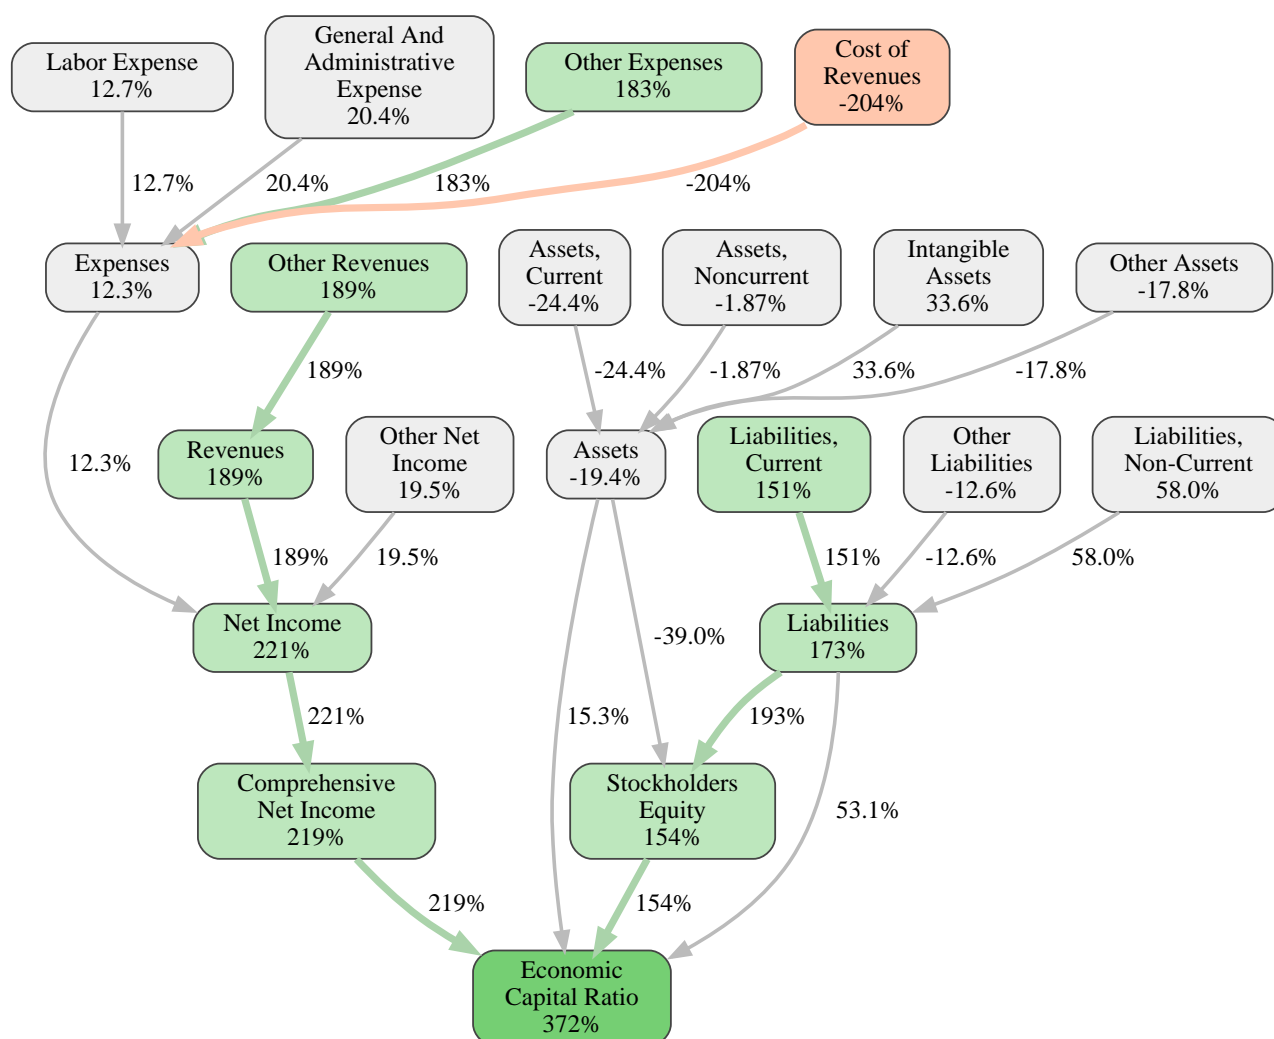 Labor Expense
12.7%
General And
Administrative
Expense
20.4%
Other Expenses
183%
Cost of
Revenues
-204%
12.7%
20.4%
183%
-204%
Expenses
12.3%
Other Revenues
189%
Assets,
Current
-24.4%
Assets,
Noncurrent
-1.87%
Intangible
Assets
33.6%
Other Assets
-17.8%
189%
-24.4%
-1.87%
33.6%
-17.8%
12.3%
Revenues
189%
Other Net
Income
19.5%
Assets
-19.4%
Liabilities,
Current
151%
Other
Liabilities
-12.6%
Liabilities,
Non-Current
58.0%
189%
19.5%
151%
-12.6%
58.0%
Net Income
221%
-39.0%
Liabilities
173%
221%
15.3%
193%
Comprehensive
Net Income
219%
Stockholders
Equity
154%
53.1%
219%
154%
Economic
Capital Ratio
372%